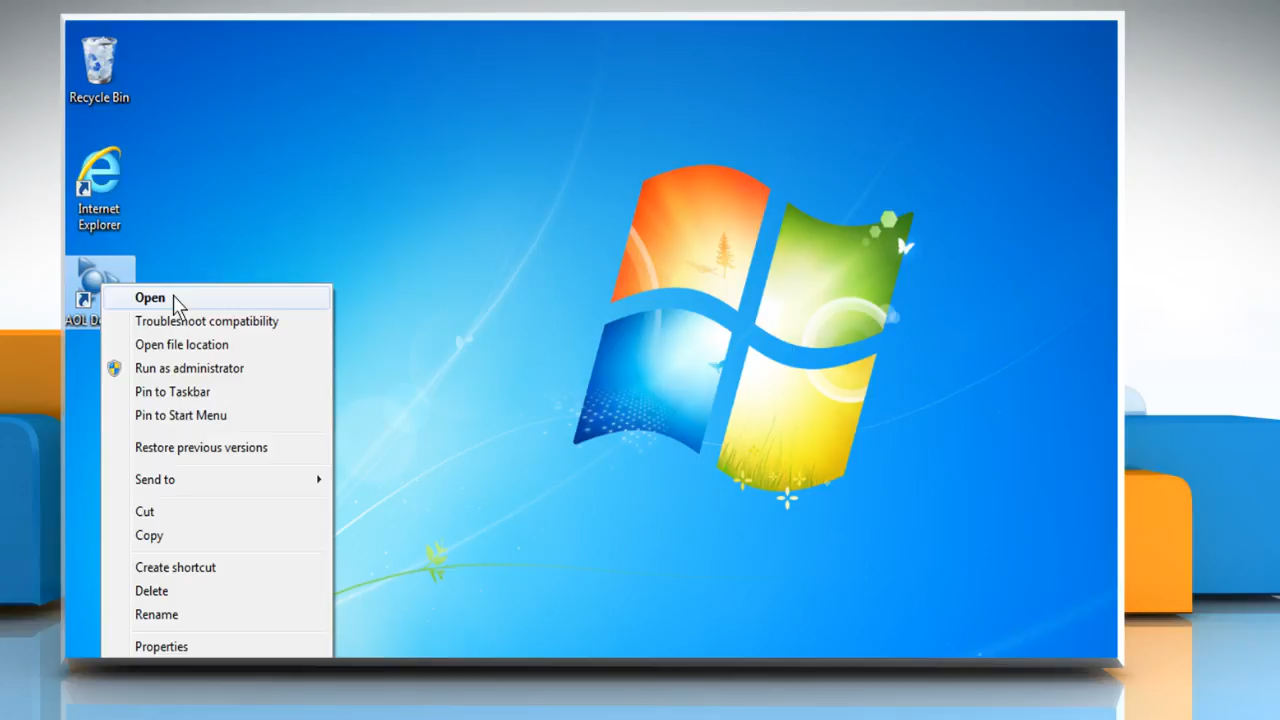 Recycle Bin
Internet
Explorer
AOL
Open
Troubleshoot compatibility
Open file location
Run as administrator
Pin to Taskbar
Pin to Start Menu
Restore previous versions
Send to
Cut
Copy
Create shortcut
Delete
Rename
Properties